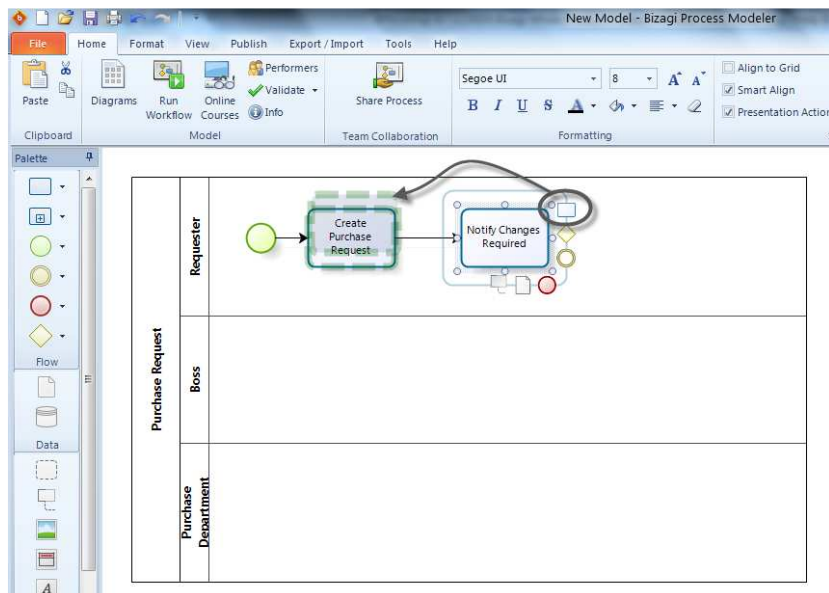 New Model - Bizagi Process Modeler
File Home Format View Publish Export / Import Tools Help
Paste
Clipboard
Diagrams
Run
Workflow
Online
Courses
Performers
Validate
Info
Model
Share Process
Team Collaboration
Segoe UI 8 A A
B I U S A
Formatting
Align to Grid
Smart Align
Presentation Action
Palette
Flow
Data
A
Purchase Request
Requester
Create
Purchase
Request
Notify Changes
Required
Boss
Purchase
Department